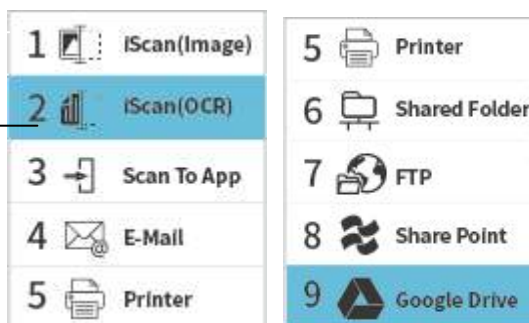 1 iScan(Image)
2 iScan(OCR)
3 Scan To App
4 E-Mail
5 Printer
5 Printer
6 Shared Folder
7 FTP
8 Share Point
9 Google Drive